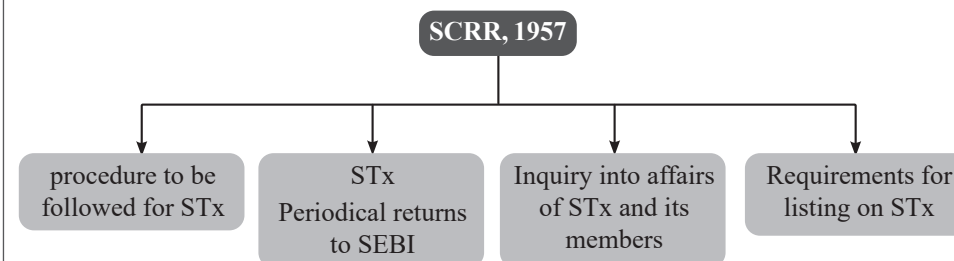 SCRR, 1957
procedure to be
followed for STx
STx
Periodical returns
to SEBI
Inquiry into affairs
of STx and its
members
Requirements for
listing on STx